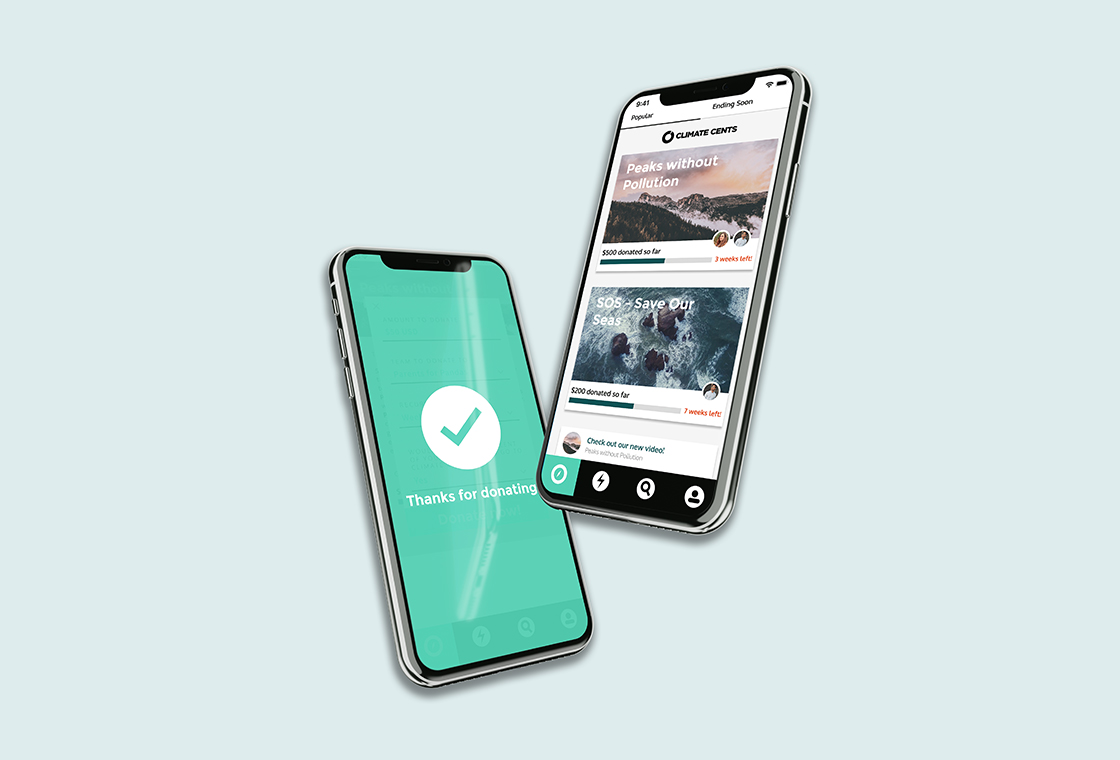 9:41
Popular
Ending Soon
CLIMATE CENTS
Peaks without
Pollution
$500 donated so far
3 weeks left!
SOS - Save Our
Seas
$200 donated so far
7 weeks left!
Check out our new video!
Peaks without Pollution
Thanks for donating